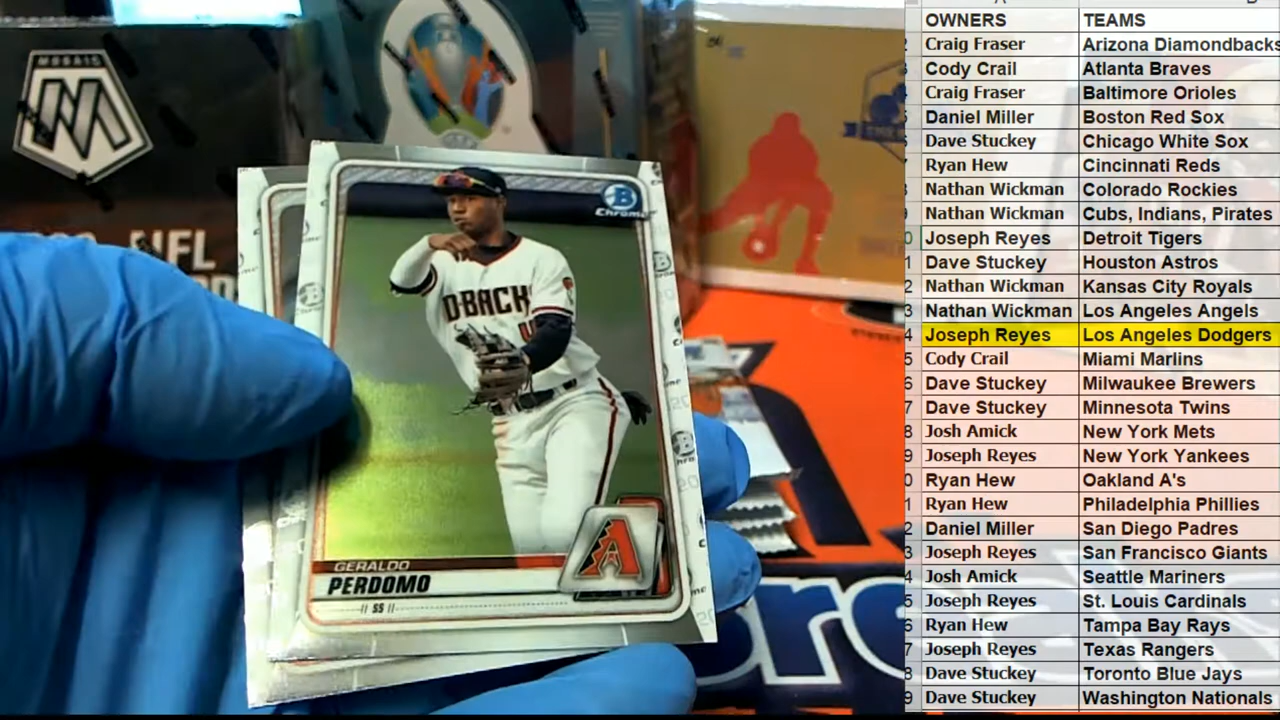 MOSAIC
NFL
Chrome
D-BACK
GERALDO
PERDOMO
SS
A
OWNERS TEAMS
Craig Fraser Arizona Diamondbacks
Cody Crail Atlanta Braves
Craig Fraser Baltimore Orioles
Daniel Miller Boston Red Sox
Dave Stuckey Chicago White Sox
Ryan Hew Cincinnati Reds
Nathan Wickman Colorado Rockies
Nathan Wickman Cubs, Indians, Pirates
Joseph Reyes Detroit Tigers
Dave Stuckey Houston Astros
Nathan Wickman Kansas City Royals
Nathan Wickman Los Angeles Angels
Joseph Reyes Los Angeles Dodgers
Cody Crail Miami Marlins
Dave Stuckey Milwaukee Brewers
Dave Stuckey Minnesota Twins
Josh Amick New York Mets
Joseph Reyes New York Yankees
Ryan Hew Oakland A's
Ryan Hew Philadelphia Phillies
Daniel Miller San Diego Padres
Joseph Reyes San Francisco Giants
Josh Amick Seattle Mariners
Joseph Reyes St. Louis Cardinals
Ryan Hew Tampa Bay Rays
Joseph Reyes Texas Rangers
Dave Stuckey Toronto Blue Jays
Dave Stuckey Washington Nationals